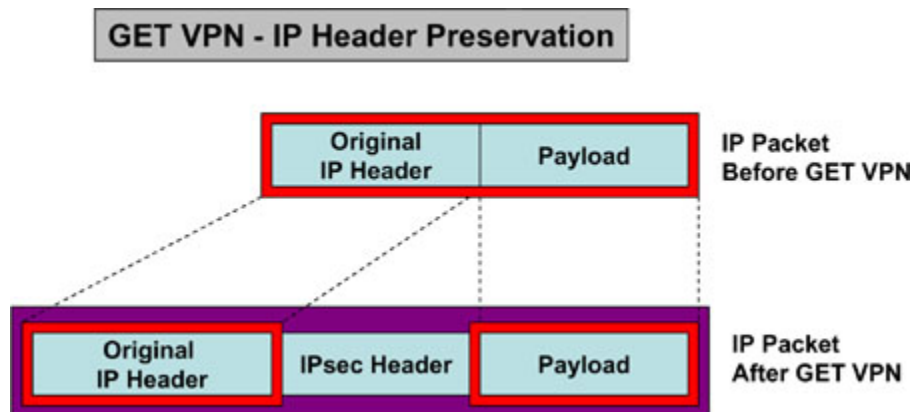 GET VPN - IP Header Preservation
Original
IP Header
Payload
IP Packet
Before GET VPN
Original
IP Header
IPsec Header
Payload
IP Packet
After GET VPN